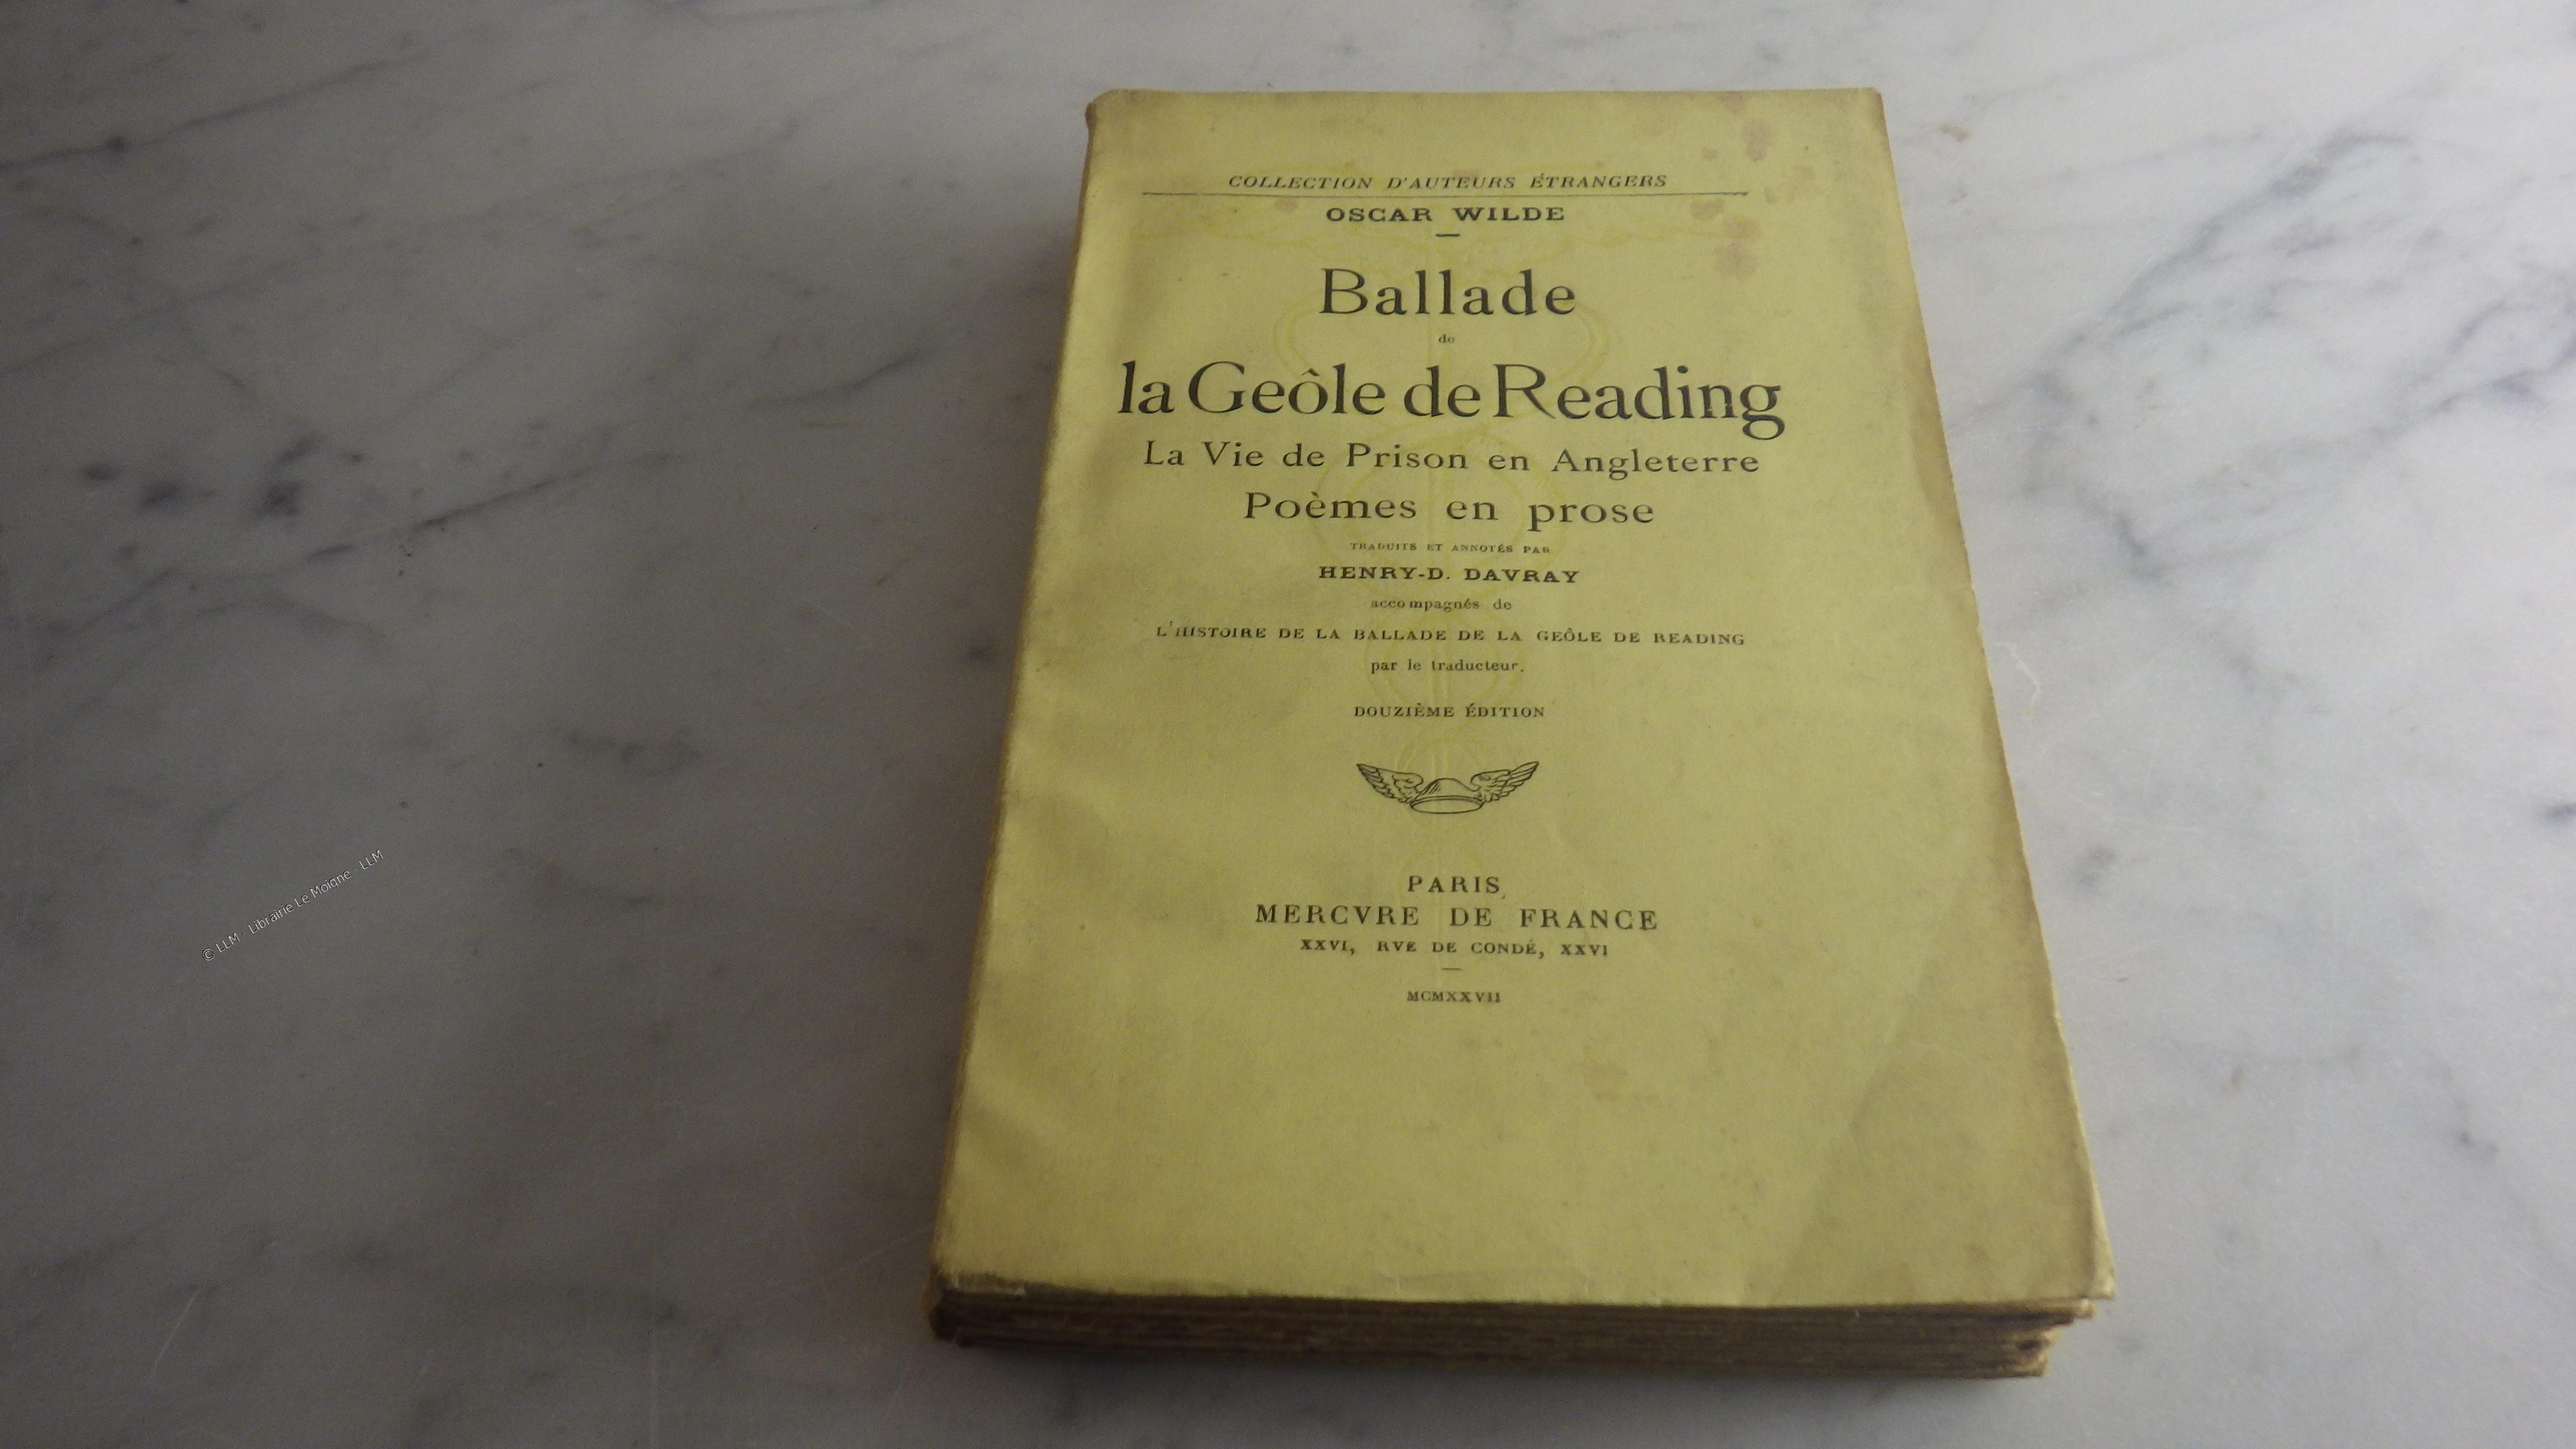 COLLECTION D'AUTEURS ÉTRANGERS
OSCAR WILDE
Ballade
de
la Geôle de Reading
La Vie de Prison en Angleterre
Poèmes en prose
TRADUITS ET ANNOTÉS PAR
HENRY-D. DAVRAY
accompagnés de
L'HISTOIRE DE LA BALLADE DE LA GEÔLE DE READING
par le traducteur.
DOUZIÈME ÉDITION
PARIS
MERCVRE DE FRANCE
XXVI, RVE DE CONDÉ, XXVI
MCMXXVII
© LLM - Librairie Le Moigne - LLM